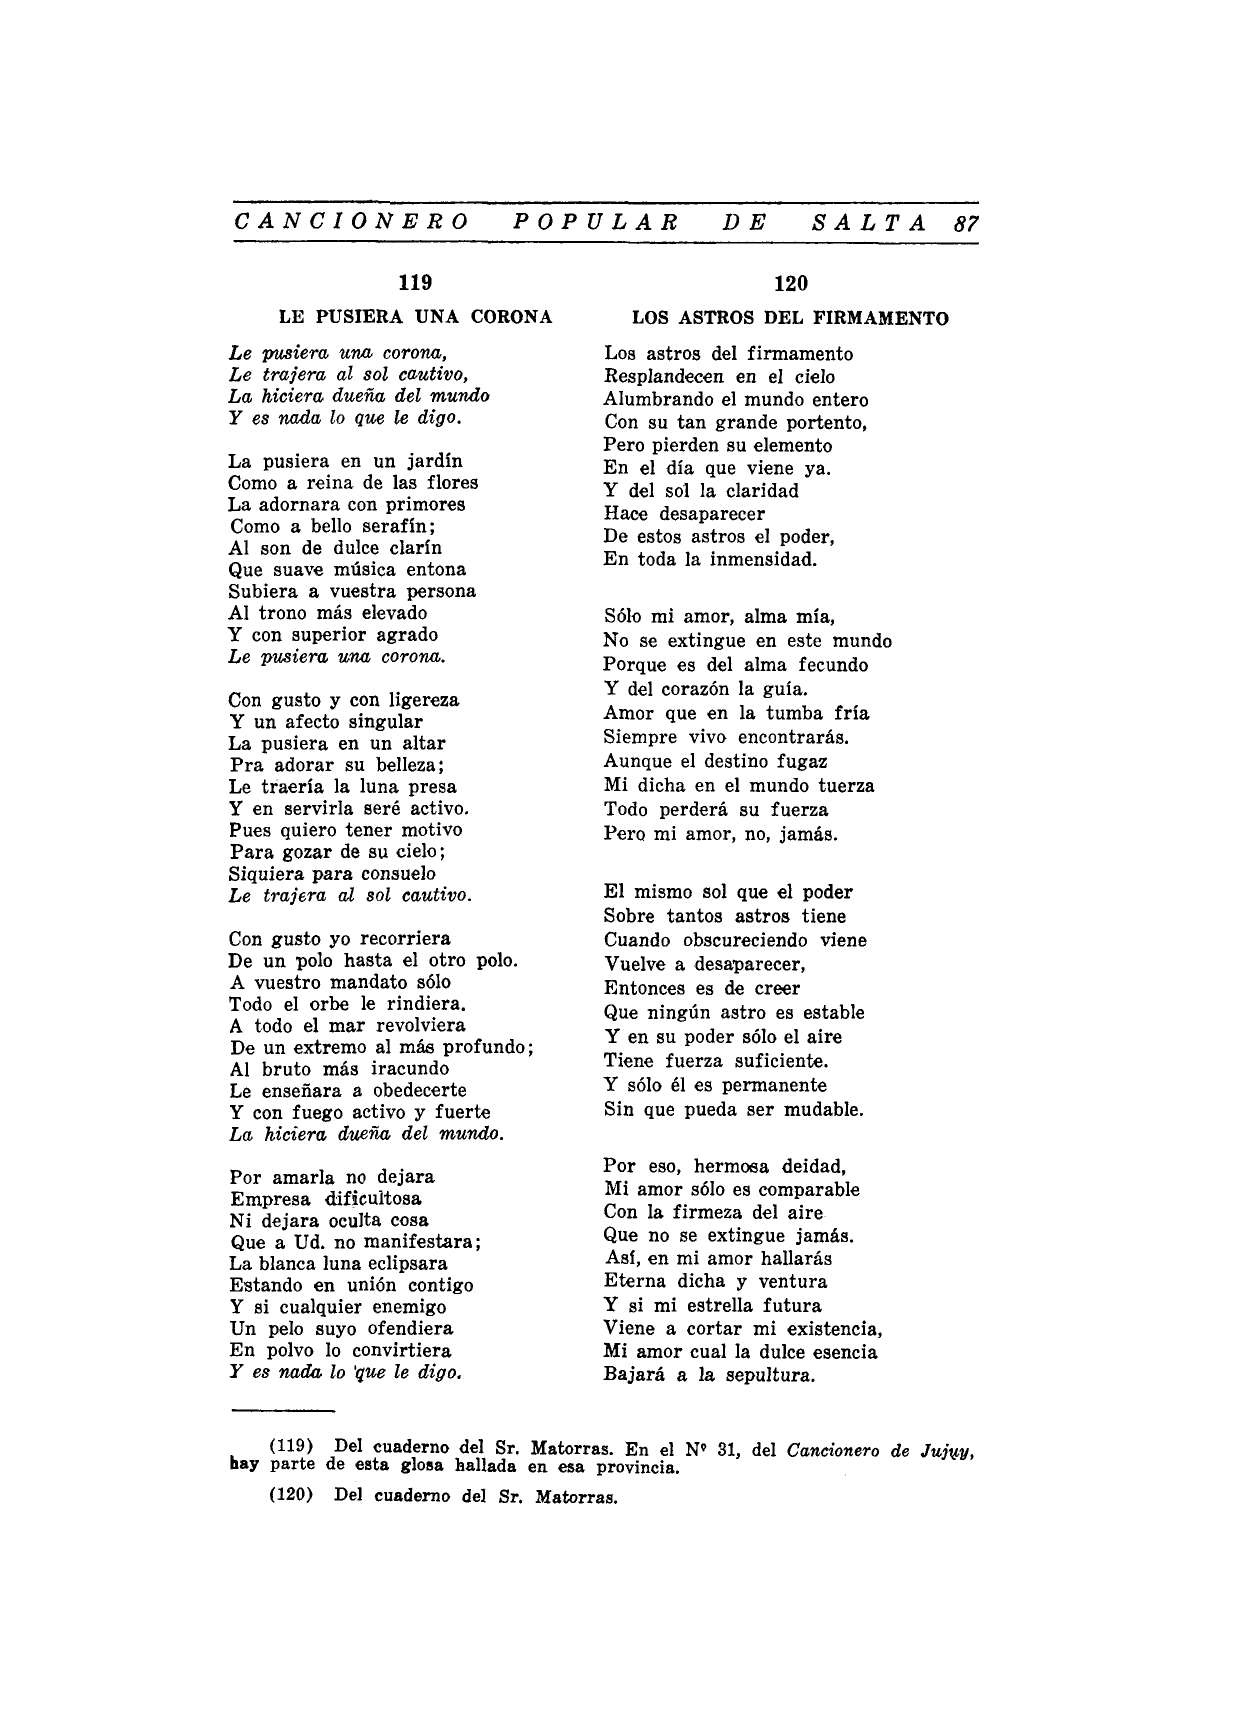 CANCIONERO POPULAR DE SALTA 87
119
LE PUSIERA UNA CORONA
Le pusiera una corona,
Le trajera al sol cautivo,
La hiciera dueña del mundo
Y es nada lo que le digo.
La pusiera en un jardín
Como a reina de las flores
La adornara con primores
Como a bello serafín;
Al son de dulce clarín
Que suave música entona
Subiera a vuestra persona
Al trono más elevado
Y con superior agrado
Le pusiera una corona.
Con gusto y con ligereza
Y un afecto singular
La pusiera en un altar
Pra adorar su belleza;
Le traería la luna presa
Y en servirla seré activo.
Pues quiero tener motivo
Para gozar de su cielo;
Siquiera para consuelo
Le trajera al sol cautivo.
Con gusto yo recorriera
De un polo hasta el otro polo.
A vuestro mandato sólo
Todo el orbe le rindiera.
A todo el mar revolviera
De un extremo al más profundo;
Al bruto más iracundo
Le enseñara a obedecerte
Y con fuego activo y fuerte
La hiciera dueña del mundo.
Por amarla no dejara
Empresa dificultosa
Ni dejara oculta cosa
Que a Ud. no manifestara;
La blanca luna eclipsara
Estando en unión contigo
Y si cualquier enemigo
Un pelo suyo ofendiera
En polvo lo convirtiera
Y es nada lo que le digo.
120
LOS ASTROS DEL FIRMAMENTO
Los astros del firmamento
Resplandecen en el cielo
Alumbrando el mundo entero
Con su tan grande portento,
Pero pierden su elemento
En el día que viene ya.
Y del sol la claridad
Hace desaparecer
De estos astros el poder,
En toda la inmensidad.
Sólo mi amor, alma mía,
No se extingue en este mundo
Porque es del alma fecundo
Y del corazón la guía.
Amor que en la tumba fría
Siempre vivo encontrarás.
Aunque el destino fugaz
Mi dicha en el mundo tuerza
Todo perderá su fuerza
Pero mi amor, no, jamás.
El mismo sol que el poder
Sobre tantos astros tiene
Cuando obscureciendo viene
Vuelve a desaparecer,
Entonces es de creer
Que ningún astro es estable
Y en su poder sólo el aire
Tiene fuerza suficiente.
Y sólo él es permanente
Sin que pueda ser mudable.
Por eso, hermosa deidad,
Mi amor sólo es comparable
Con la firmeza del aire
Que no se extingue jamás.
Así, en mi amor hallarás
Eterna dicha y ventura
Y si mi estrella futura
Viene a cortar mi existencia,
Mi amor cual la dulce esencia
Bajará a la sepultura.
(119) Del cuaderno del Sr. Matorras. En el Nº 31, del Cancionero de Jujuy,
hay parte de esta glosa hallada en esa provincia.
(120) Del cuaderno del Sr. Matorras.